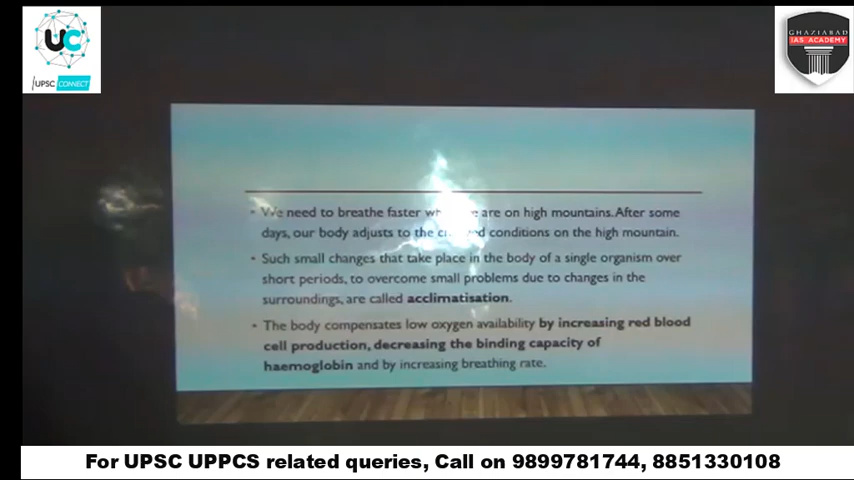 UC
UPSC CONNECT
GHAZIABAD
IAS ACADEMY
• We need to breathe faster are on high mountains. After some
days, our body adjusts to the conditions on the high mountain.
• Such small changes that take place in the body of a single organism over
short periods, to overcome small problems due to changes in the
surroundings, are called acclimatisation.
• The body compensates low oxygen availability by increasing red blood
cell production, decreasing the binding capacity of
haemoglobin and by increasing breathing rate.
For UPSC UPPCS related queries, Call on 9899781744, 8851330108